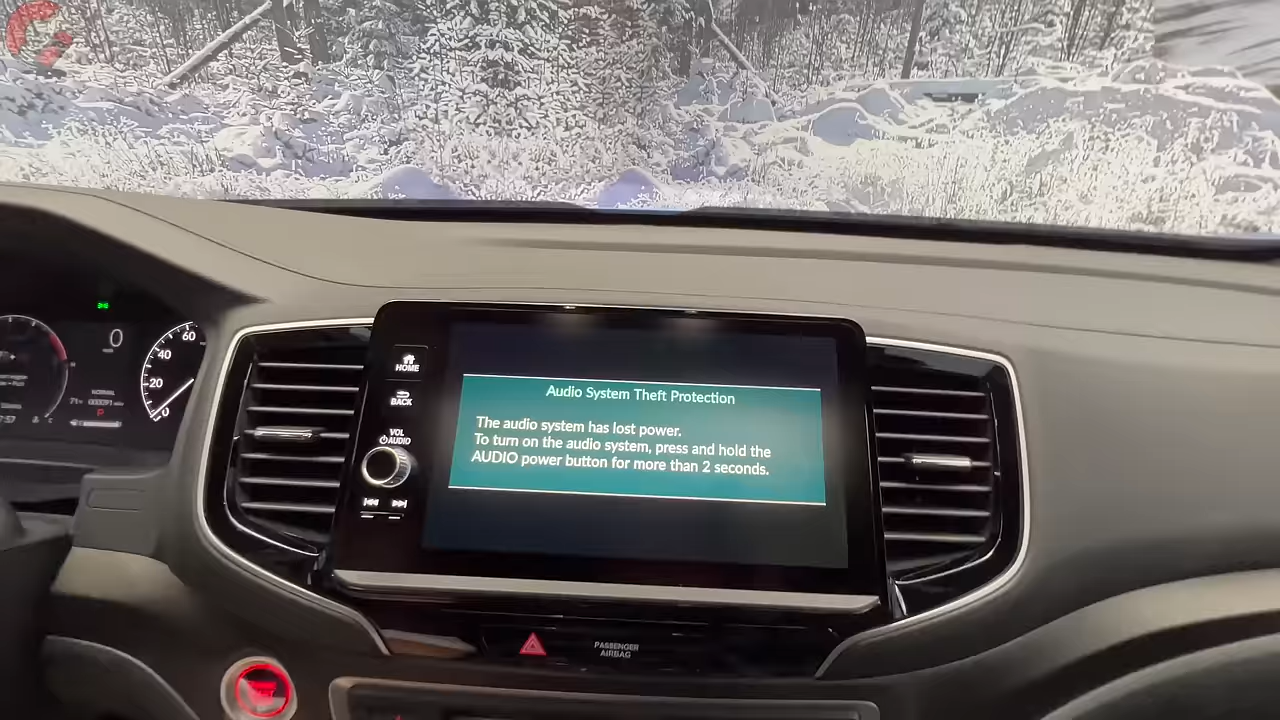 HOME
BACK
VOL
AUDIO
Audio System Theft Protection
The audio system has lost power.
To turn on the audio system, press and hold the
AUDIO power button for more than 2 seconds.
0
60
40
20
0
NORMAL
P
PASSENGER
AIRBAG